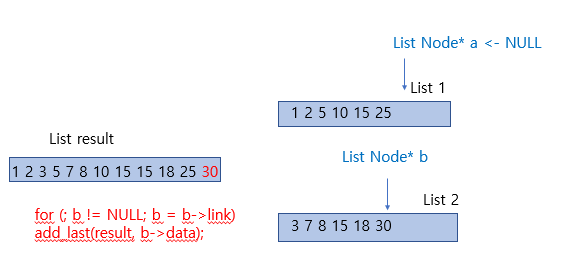 List Node* a <- NULL
List 1
1 2 5 10 15 25
List result
1 2 3 5 7 8 10 15 15 18 25 30
List Node* b
List 2
3 7 8 15 18 30
for (; b != NULL; b = b->link)
add_last(result, b->data);